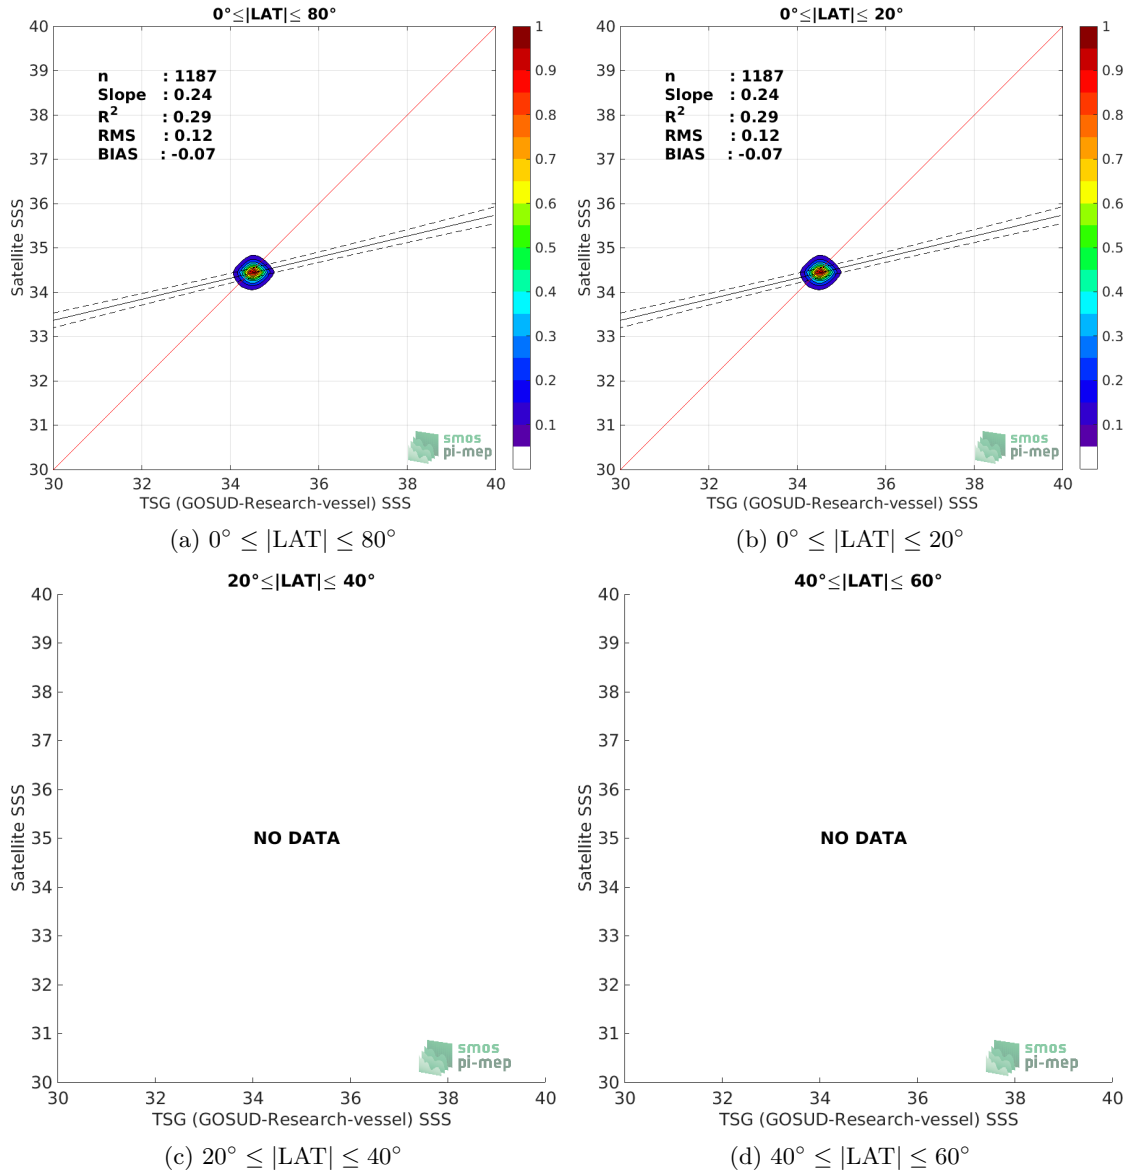 0°≤|LAT|≤ 80°
n : 1187
Slope : 0.24
R² : 0.29
RMS : 0.12
BIAS : -0.07
40
39
38
37
36
35
34
33
32
31
30
Satellite SSS
30 32 34 36 38 40
TSG (GOSUD-Research-vessel) SSS
1
0.9
0.8
0.7
0.6
0.5
0.4
0.3
0.2
0.1
smos
pi-mep
(a) 0° ≤ |LAT| ≤ 80°
0°≤|LAT|≤ 20°
n : 1187
Slope : 0.24
R² : 0.29
RMS : 0.12
BIAS : -0.07
40
39
38
37
36
35
34
33
32
31
30
Satellite SSS
30 32 34 36 38 40
TSG (GOSUD-Research-vessel) SSS
1
0.9
0.8
0.7
0.6
0.5
0.4
0.3
0.2
0.1
smos
pi-mep
(b) 0° ≤ |LAT| ≤ 20°
20°≤|LAT|≤ 40°
40
39
38
37
36
35
34
33
32
31
30
Satellite SSS
NO DATA
smos
pi-mep
30 32 34 36 38 40
TSG (GOSUD-Research-vessel) SSS
(c) 20° ≤ |LAT| ≤ 40°
40°≤|LAT|≤ 60°
40
39
38
37
36
35
34
33
32
31
30
Satellite SSS
NO DATA
smos
pi-mep
30 32 34 36 38 40
TSG (GOSUD-Research-vessel) SSS
(d) 40° ≤ |LAT| ≤ 60°